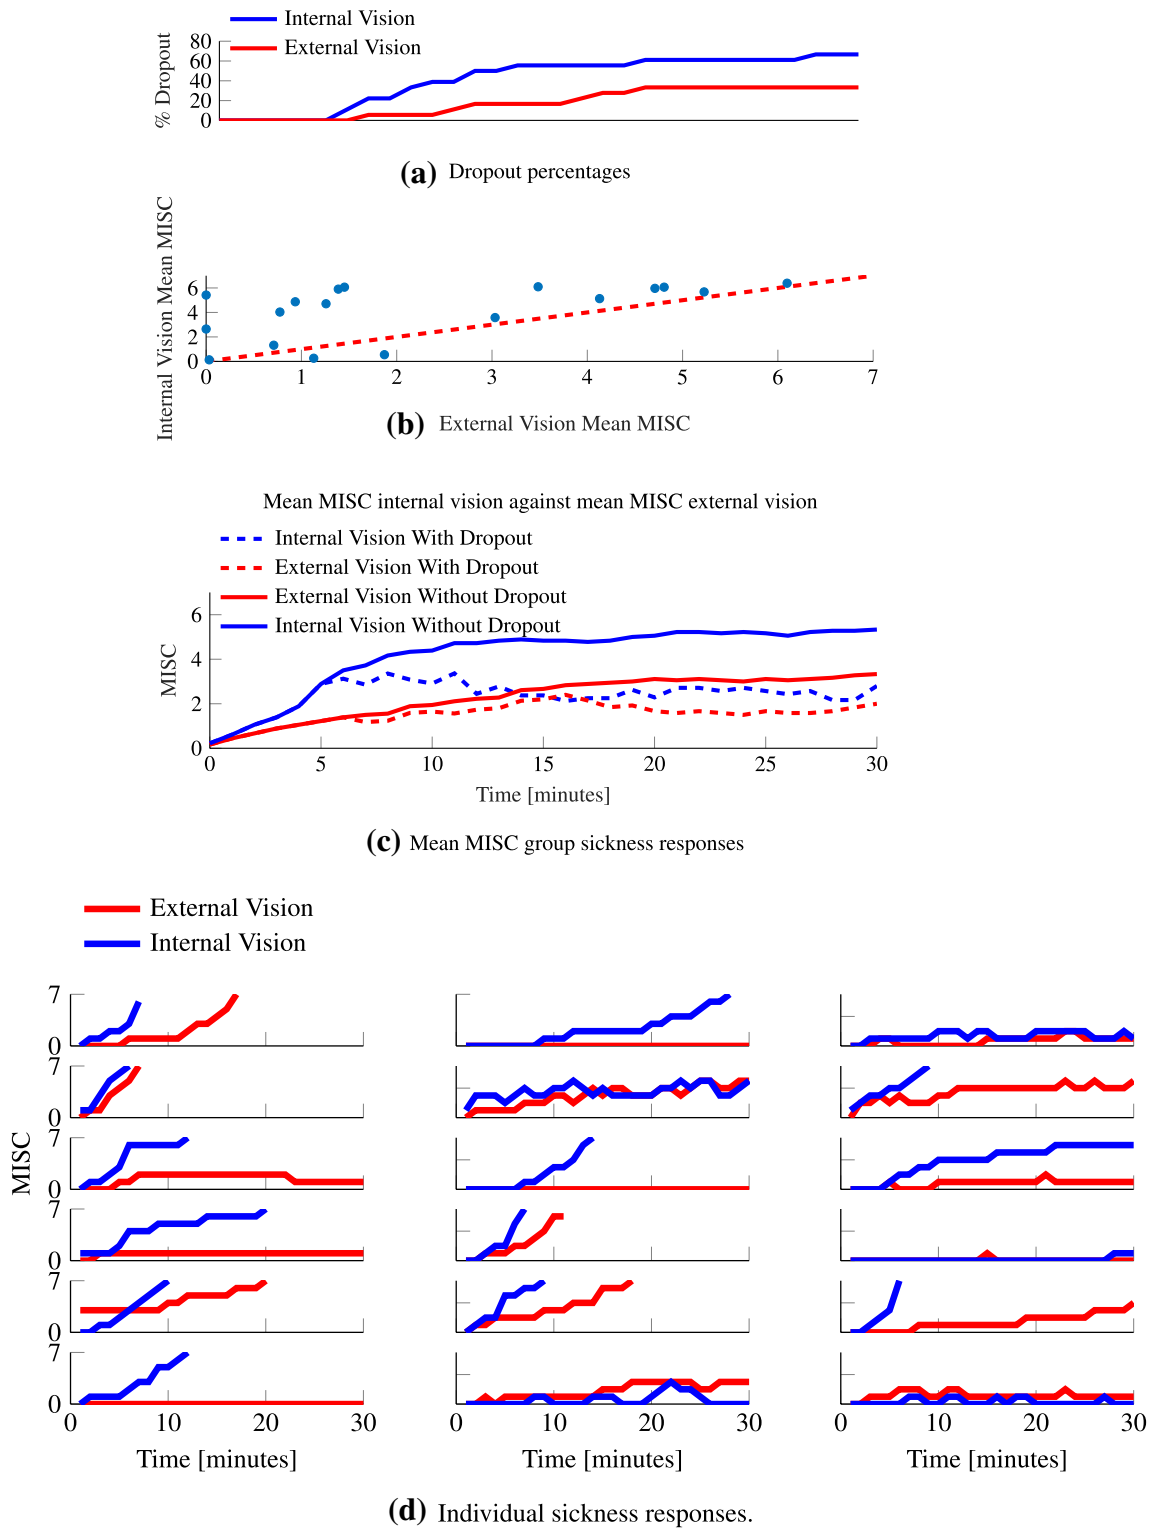 Internal Vision
External Vision
% Dropout
80
60
40
20
0
(a) Dropout percentages
Internal Vision Mean MISC
6
4
2
0
0 1 2 3 4 5 6 7
(b) External Vision Mean MISC
Mean MISC internal vision against mean MISC external vision
Internal Vision With Dropout
External Vision With Dropout
External Vision Without Dropout
Internal Vision Without Dropout
MISC
6
4
2
0
0 5 10 15 20 25 30
Time [minutes]
(c) Mean MISC group sickness responses
External Vision
Internal Vision
MISC
7
0
7
0
7
0
7
0
7
0
7
0
0 10 20 30 0 10 20 30 0 10 20 30
Time [minutes] Time [minutes] Time [minutes]
(d) Individual sickness responses.